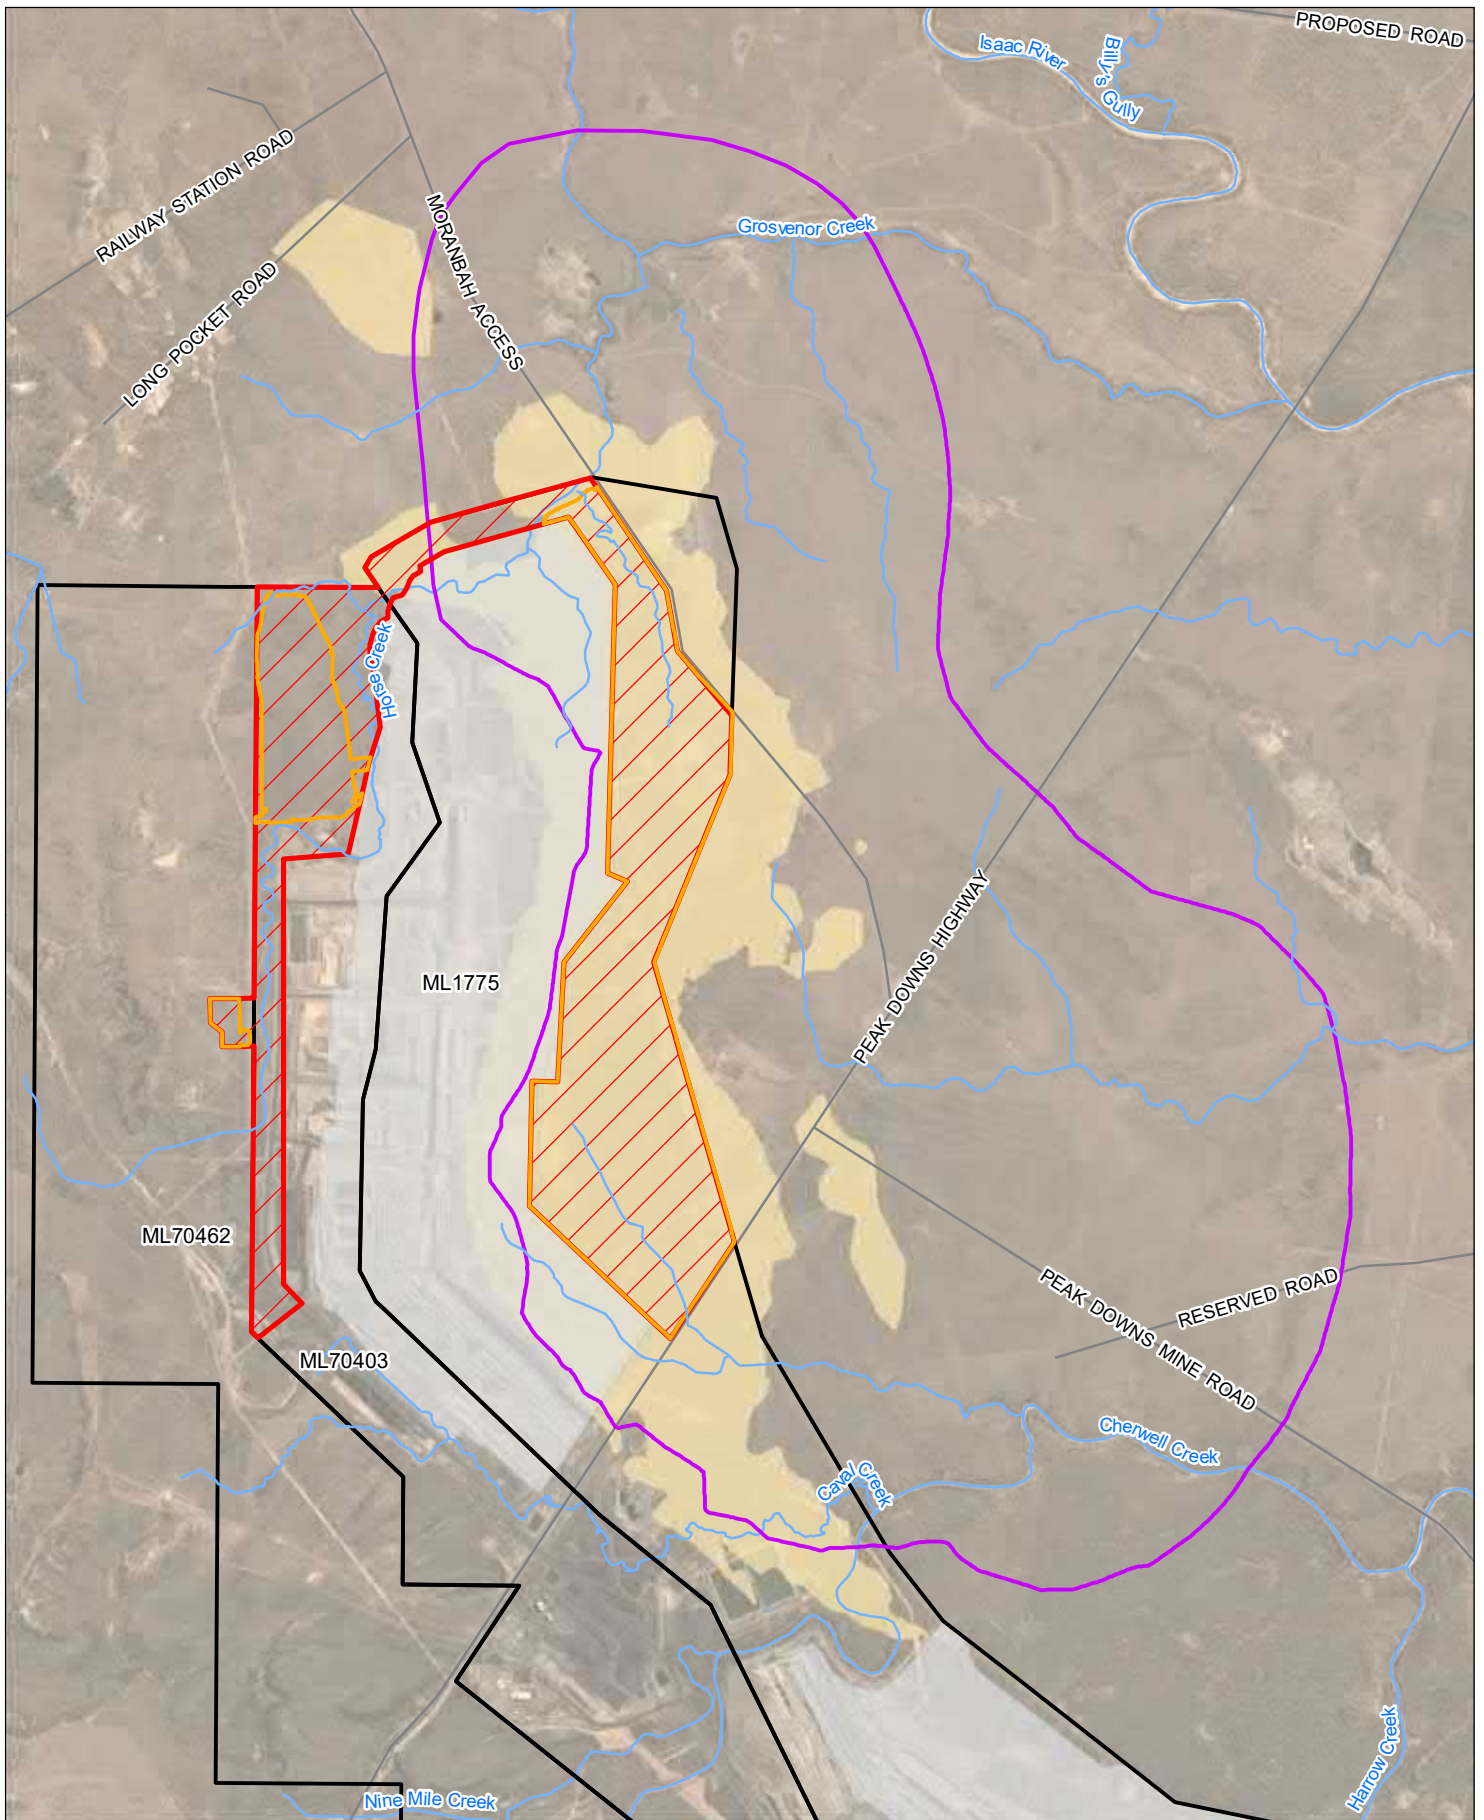 PROPOSED ROAD
Isaac River
Billy's Gully
RAILWAY STATION ROAD
MORANBAH ACCESS
Grosvenor Creek
LONG POCKET ROAD
Horse Creek
PEAK DOWNS HIGHWAY
ML1775
ML70462
PEAK DOWNS MINE ROAD
RESERVED ROAD
ML70403
Cherwell Creek
Caval Creek
Harrow Creek
Nine Mile Creek